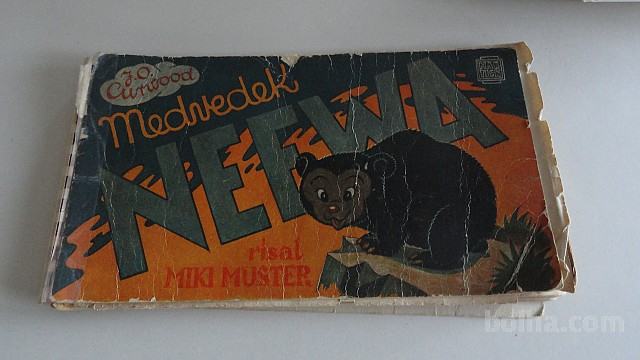 J.O.
Curwood
Medvedek
NEEWA
risal
MIKI MUSTER
bolha.com